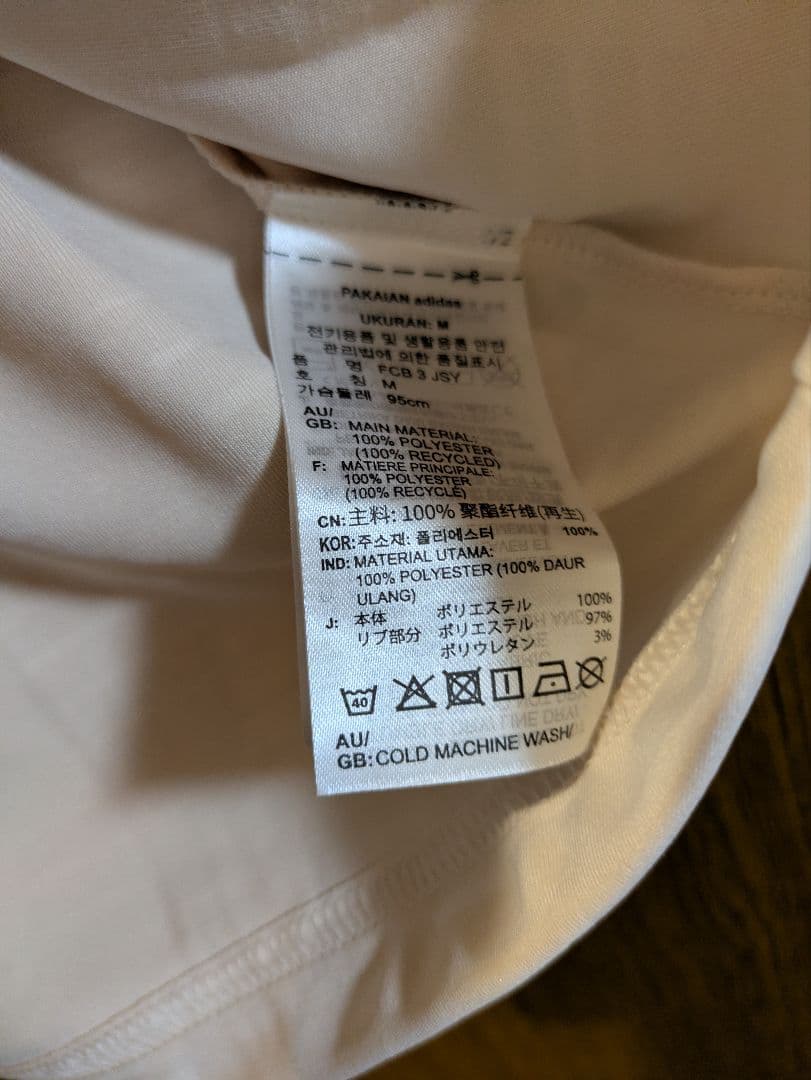 PAKAIAN adidas
UKURAN: M
전기용품 및 생활용품 안전
관리법에 의한 품질표시
품 명 FCB 3 JSY
호 칭 M
가슴둘레 95cm
AU/
GB: MAIN MATERIAL:
100% POLYESTER
(100% RECYCLED)
F: MATIERE PRINCIPALE:
100% POLYESTER
(100% RECYCLÉ)
CN: 主料: 100% 聚酯纤维(再生)
KOR: 주소재: 폴리에스터 100%
IND: MATERIAL UTAMA:
100% POLYESTER (100% DAUR
ULANG)
J: 本体 ポリエステル 100%
リブ部分 ポリエステル 97%
ポリウレタン 3%
40
AU/
GB: COLD MACHINE WASH/